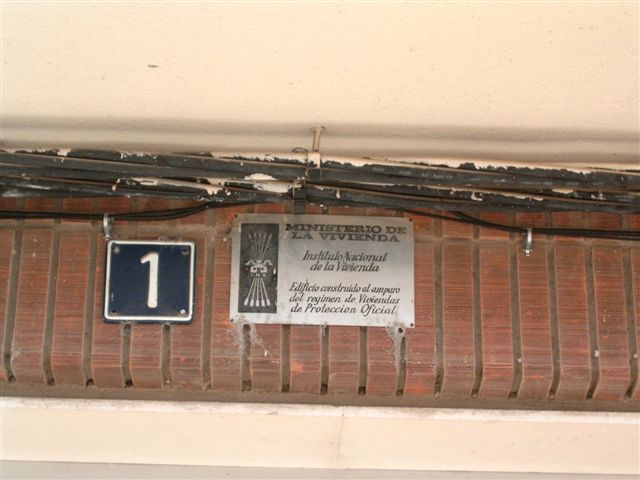 1
MINISTERIO DE
LA VIVIENDA
Instituto Nacional
de la Vivienda
Edificio construido al amparo
del regimen de Viviendas
de Proteccion Oficial